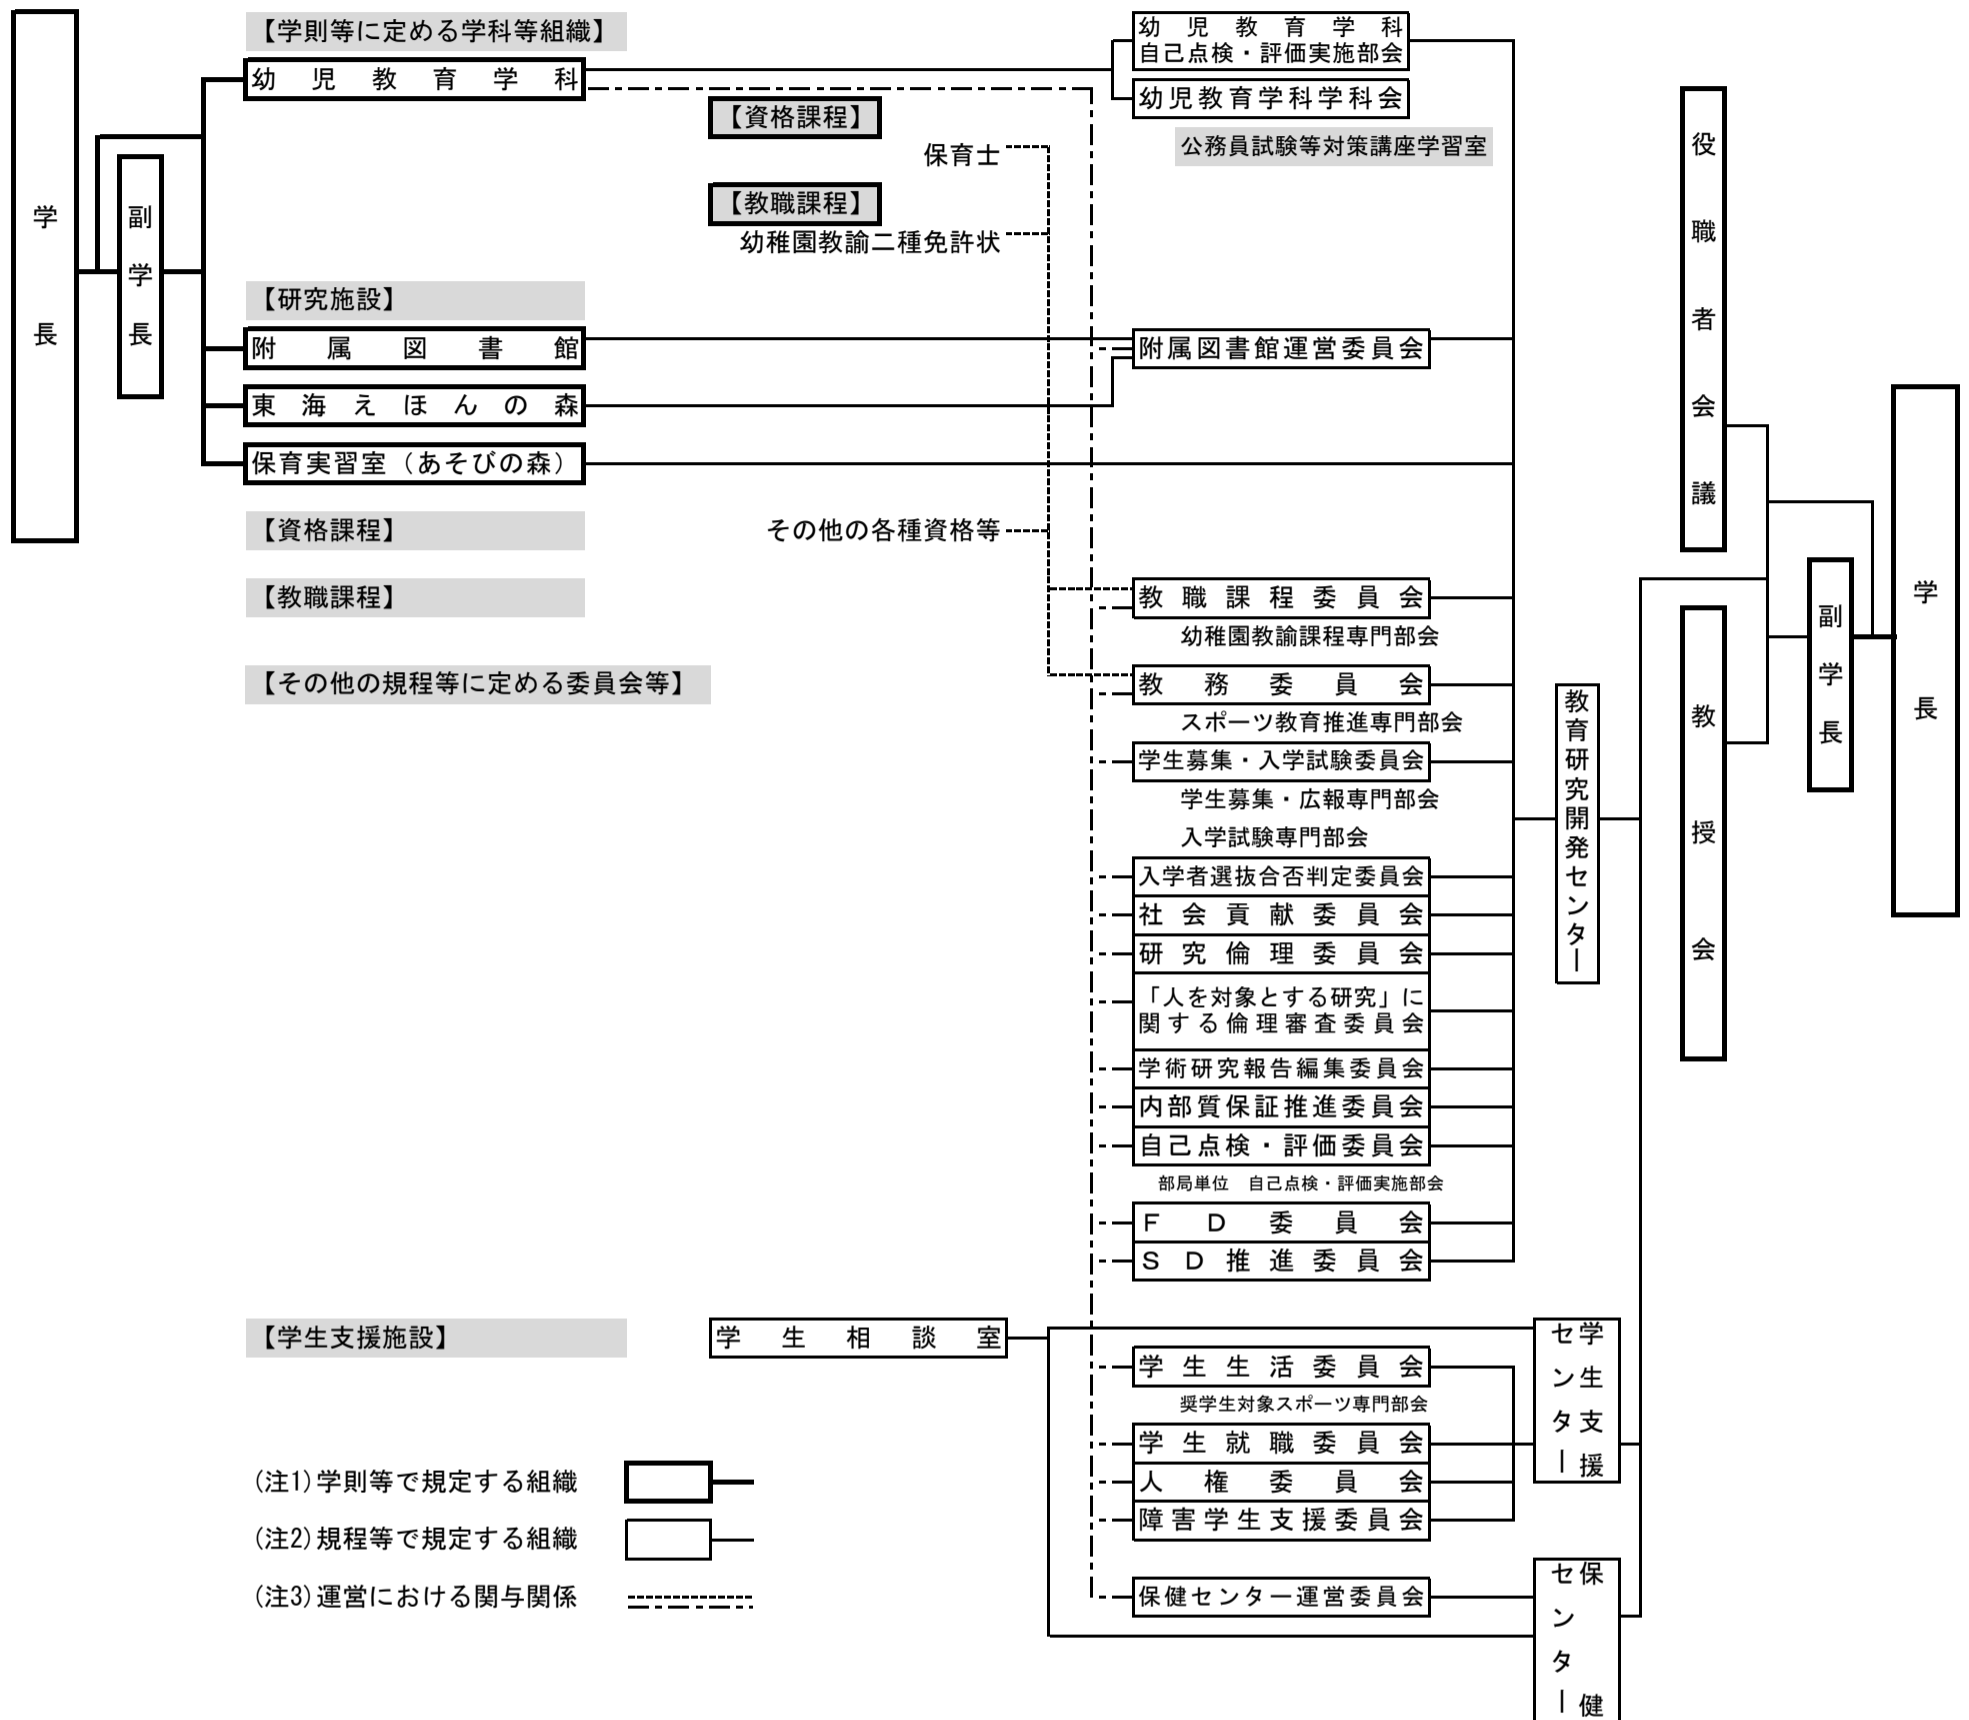 学長
副学長
【学則等に定める学科等組織】
幼児教育学科
【資格課程】
保育士
【教職課程】
幼稚園教諭二種免許状
【研究施設】
附属図書館
東海えほんの森
保育実習室（あそびの森）
【資格課程】
その他の各種資格等
【教職課程】
【その他の規程等に定める委員会等】
幼児教育学科
自己点検・評価実施部会
幼児教育学科学科会
公務員試験等対策講座学習室
附属図書館運営委員会
教職課程委員会
幼稚園教諭課程専門部会
教務委員会
スポーツ教育推進専門部会
学生募集・入学試験委員会
学生募集・広報専門部会
入学試験専門部会
入学者選抜合否判定委員会
社会貢献委員会
研究倫理委員会
「人を対象とする研究」に
関する倫理審査委員会
学術研究報告編集委員会
内部質保証推進委員会
自己点検・評価委員会
部局単位　自己点検・評価実施部会
ＦＤ委員会
ＳＤ推進委員会
【学生支援施設】
学生相談室
学生生活委員会
奨学生対象スポーツ専門部会
学生就職委員会
人権委員会
障害学生支援委員会
保健センター運営委員会
教育研究開発センター
学生支援
センター
保健
センター
役職者会議
教授会
副学長
学長
(注1)学則等で規定する組織
(注2)規程等で規定する組織
(注3)運営における関与関係